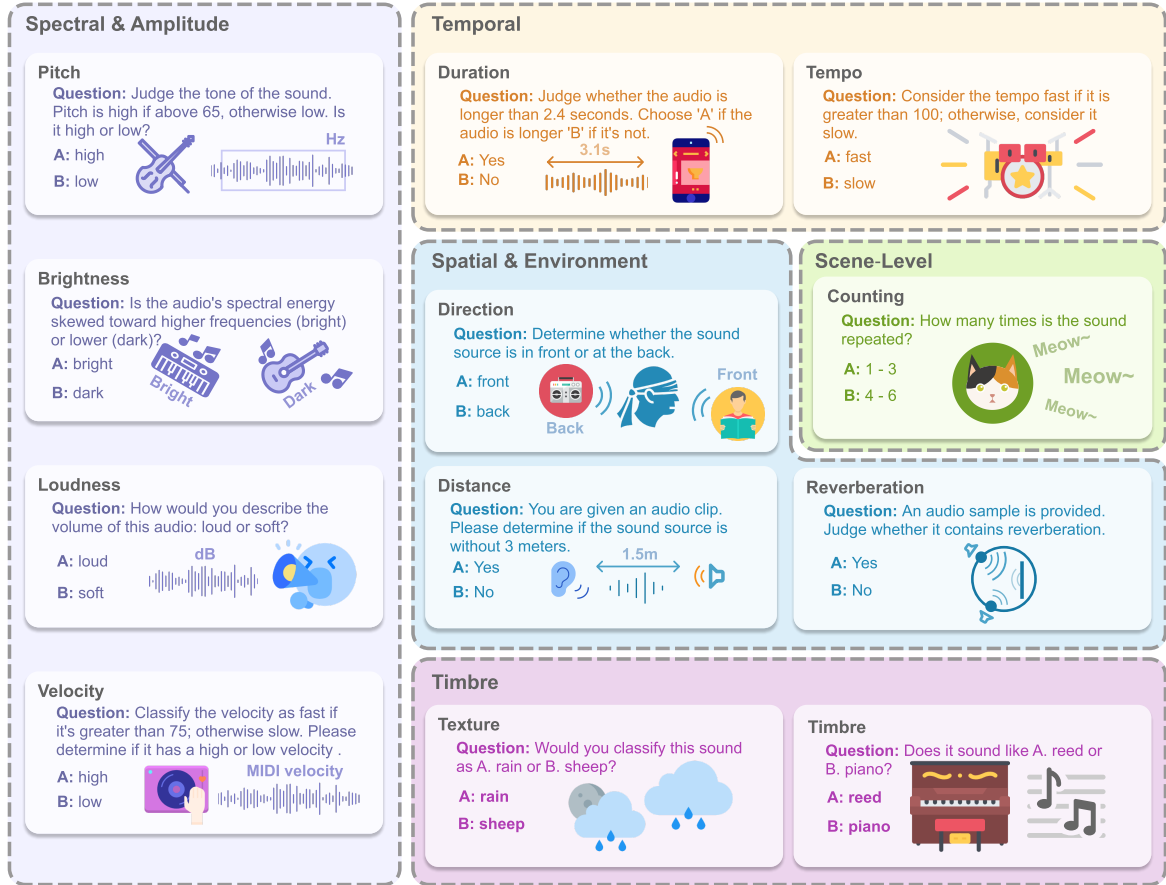 Spectral & Amplitude
Pitch
Question: Judge the tone of the sound.
Pitch is high if above 65, otherwise low. Is
it high or low?
Hz
A: high
B: low
Brightness
Question: Is the audio's spectral energy
skewed toward higher frequencies (bright)
or lower (dark)?
A: bright
B: dark
Bright
Dark
Loudness
Question: How would you describe the
volume of this audio: loud or soft?
dB
A: loud
B: soft
Velocity
Question: Classify the velocity as fast if
it's greater than 75; otherwise slow. Please
determine if it has a high or low velocity .
A: high
B: low
MIDI velocity
Temporal
Duration
Question: Judge whether the audio is
longer than 2.4 seconds. Choose 'A' if the
audio is longer 'B' if it's not.
A: Yes
B: No
3.1s
Tempo
Question: Consider the tempo fast if it is
greater than 100; otherwise, consider it
slow.
A: fast
B: slow
Spatial & Environment
Direction
Question: Determine whether the sound
source is in front or at the back.
A: front
B: back
Back
Front
Distance
Question: You are given an audio clip.
Please determine if the sound source is
without 3 meters.
A: Yes
B: No
1.5m
Reverberation
Question: An audio sample is provided.
Judge whether it contains reverberation.
A: Yes
B: No
Scene-Level
Counting
Question: How many times is the sound
repeated?
A: 1 - 3
B: 4 - 6
Meow~
Meow~
Meow~
Timbre
Texture
Question: Would you classify this sound
as A. rain or B. sheep?
A: rain
B: sheep
Timbre
Question: Does it sound like A. reed or
B. piano?
A: reed
B: piano